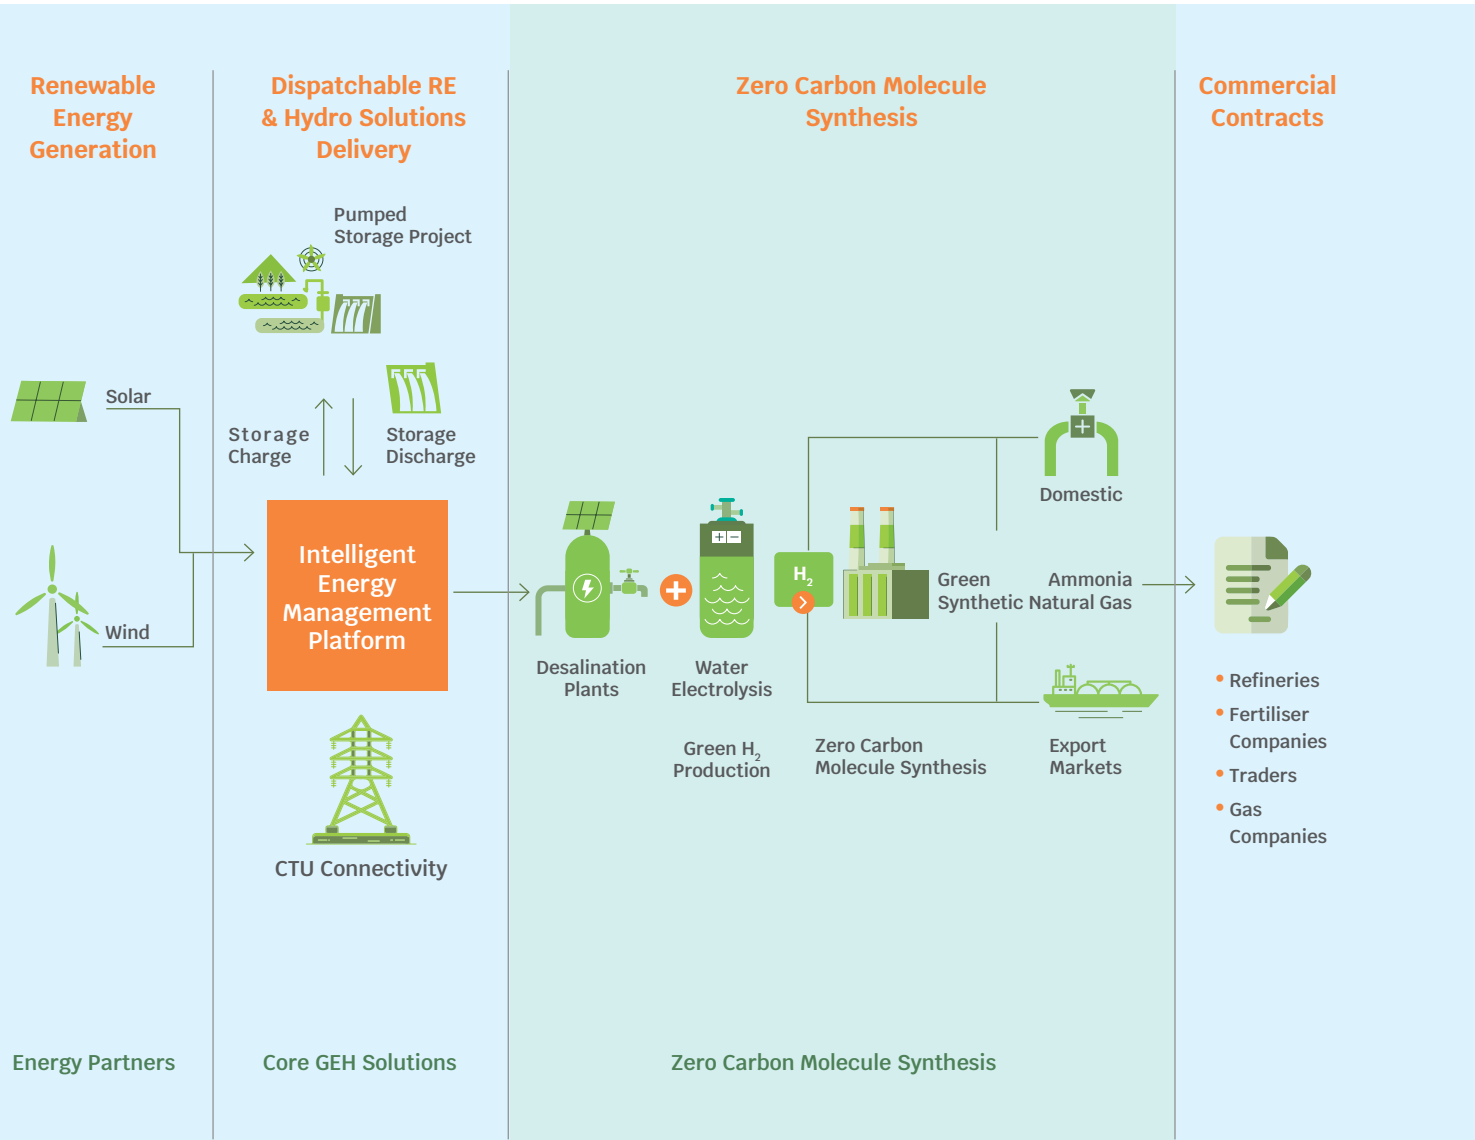 Renewable
Energy
Generation
Dispatchable RE
& Hydro Solutions
Delivery
Zero Carbon Molecule
Synthesis
Commercial
Contracts
Pumped
Storage Project
Solar
Storage
Charge
Storage
Discharge
Wind
Intelligent
Energy
Management
Platform
CTU Connectivity
Desalination
Plants
Water
Electrolysis
Green H₂
Production
H₂
Zero Carbon
Molecule Synthesis
Green Ammonia
Synthetic Natural Gas
Domestic
Export
Markets
• Refineries
• Fertiliser
Companies
• Traders
• Gas
Companies
Energy Partners
Core GEH Solutions
Zero Carbon Molecule Synthesis